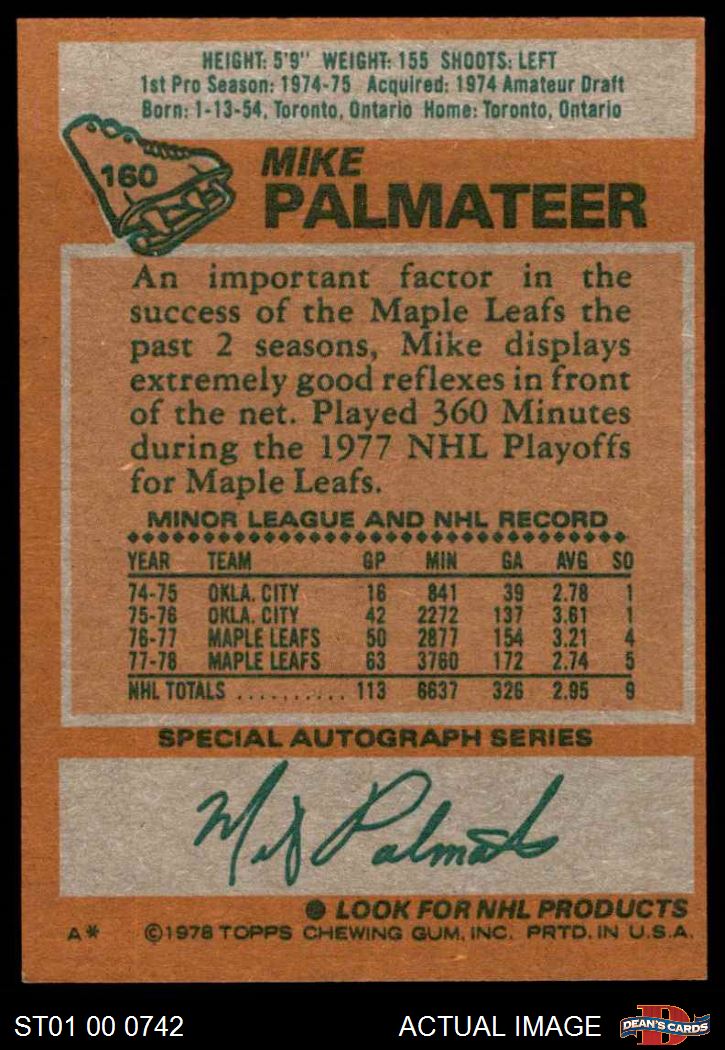 HEIGHT: 5'9" WEIGHT: 155 SHOOTS: LEFT
1st Pro Season: 1974-75 Acquired: 1974 Amateur Draft
Born: 1-13-54, Toronto, Ontario Home: Toronto, Ontario
160
MIKE
PALMATEER
An important factor in the
success of the Maple Leafs the
past 2 seasons, Mike displays
extremely good reflexes in front
of the net. Played 360 Minutes
during the 1977 NHL Playoffs
for Maple Leafs.
MINOR LEAGUE AND NHL RECORD
YEAR TEAM GP MIN GA AVG SO
74-75 OKLA. CITY 16 841 39 2.78 1
75-76 OKLA. CITY 42 2272 137 3.61 1
76-77 MAPLE LEAFS 50 2877 154 3.21 4
77-78 MAPLE LEAFS 63 3760 172 2.74 5
NHL TOTALS .......... 113 6637 326 2.95 9
SPECIAL AUTOGRAPH SERIES
Mike Palmateer
LOOK FOR NHL PRODUCTS
A* ©1978 TOPPS CHEWING GUM, INC. PRTD. IN U.S.A.
ST01 00 0742 ACTUAL IMAGE D DEAN'S CARDS